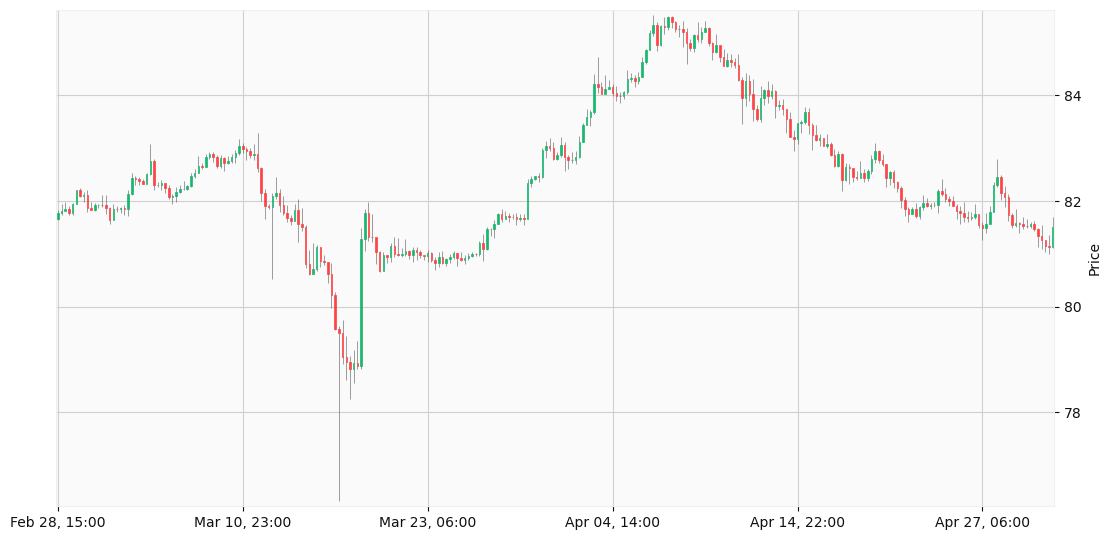 84
82
80
78
Price
Feb 28, 15:00
Mar 10, 23:00
Mar 23, 06:00
Apr 04, 14:00
Apr 14, 22:00
Apr 27, 06:00